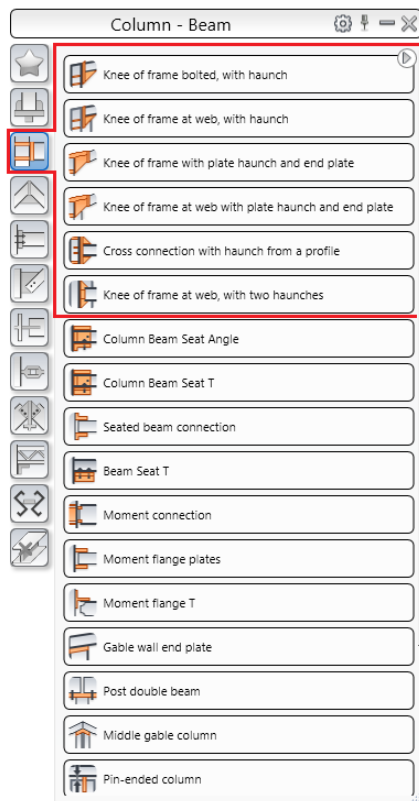 Column - Beam
Knee of frame bolted, with haunch
Knee of frame at web, with haunch
Knee of frame with plate haunch and end plate
Knee of frame at web with plate haunch and end plate
Cross connection with haunch from a profile
Knee of frame at web, with two haunches
Column Beam Seat Angle
Column Beam Seat T
Seated beam connection
Beam Seat T
Moment connection
Moment flange plates
Moment flange T
Gable wall end plate
Post double beam
Middle gable column
Pin-ended column